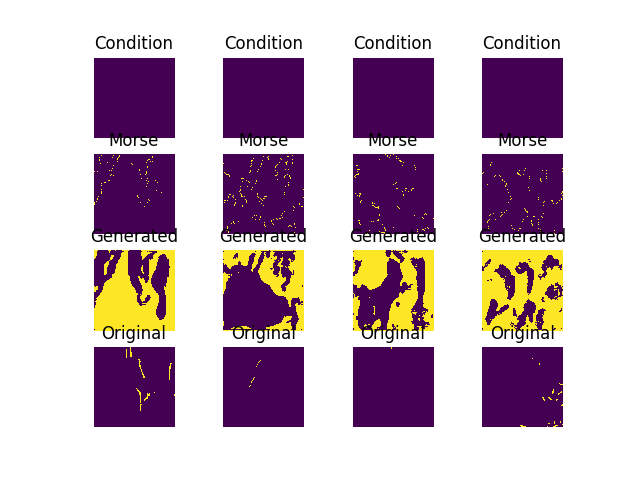 Condition Condition Condition Condition
Morse Morse Morse Morse
Generated Generated Generated Generated
Original Original Original Original